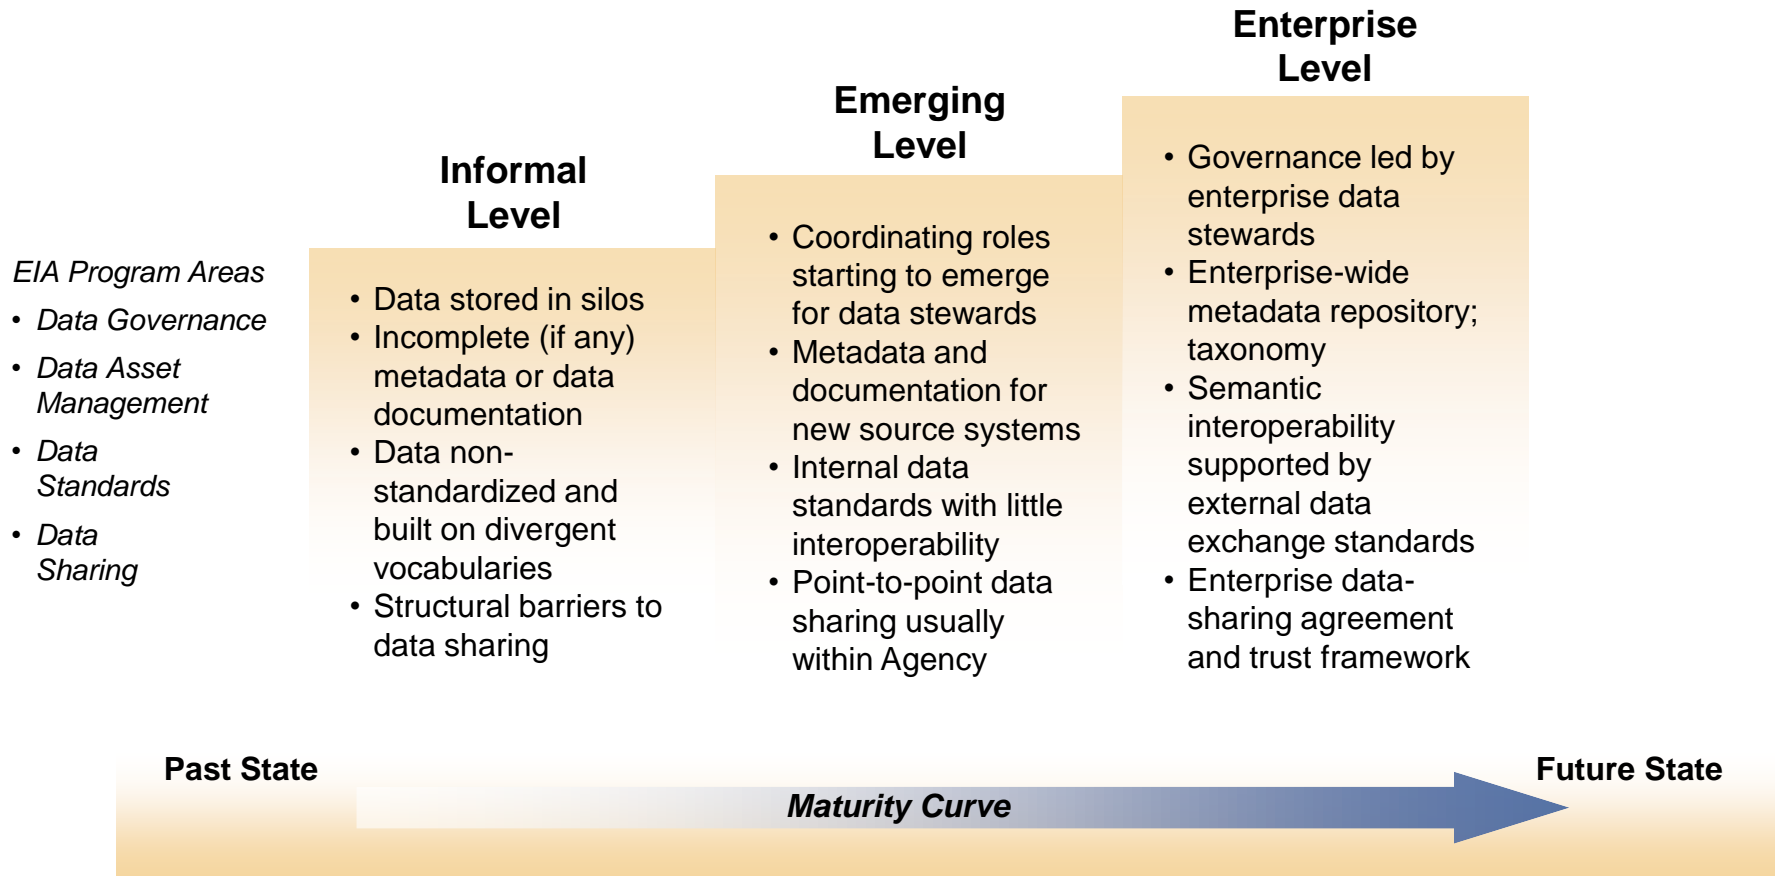 EIA Program Areas
• Data Governance
• Data Asset
Management
• Data
Standards
• Data
Sharing
Informal
Level
• Data stored in silos
• Incomplete (if any)
metadata or data
documentation
• Data non-
standardized and
built on divergent
vocabularies
• Structural barriers to
data sharing
Emerging
Level
• Coordinating roles
starting to emerge
for data stewards
• Metadata and
documentation for
new source systems
• Internal data
standards with little
interoperability
• Point-to-point data
sharing usually
within Agency
Enterprise
Level
• Governance led by
enterprise data
stewards
• Enterprise-wide
metadata repository;
taxonomy
• Semantic
interoperability
supported by
external data
exchange standards
• Enterprise data-
sharing agreement
and trust framework
Past State
Maturity Curve
Future State